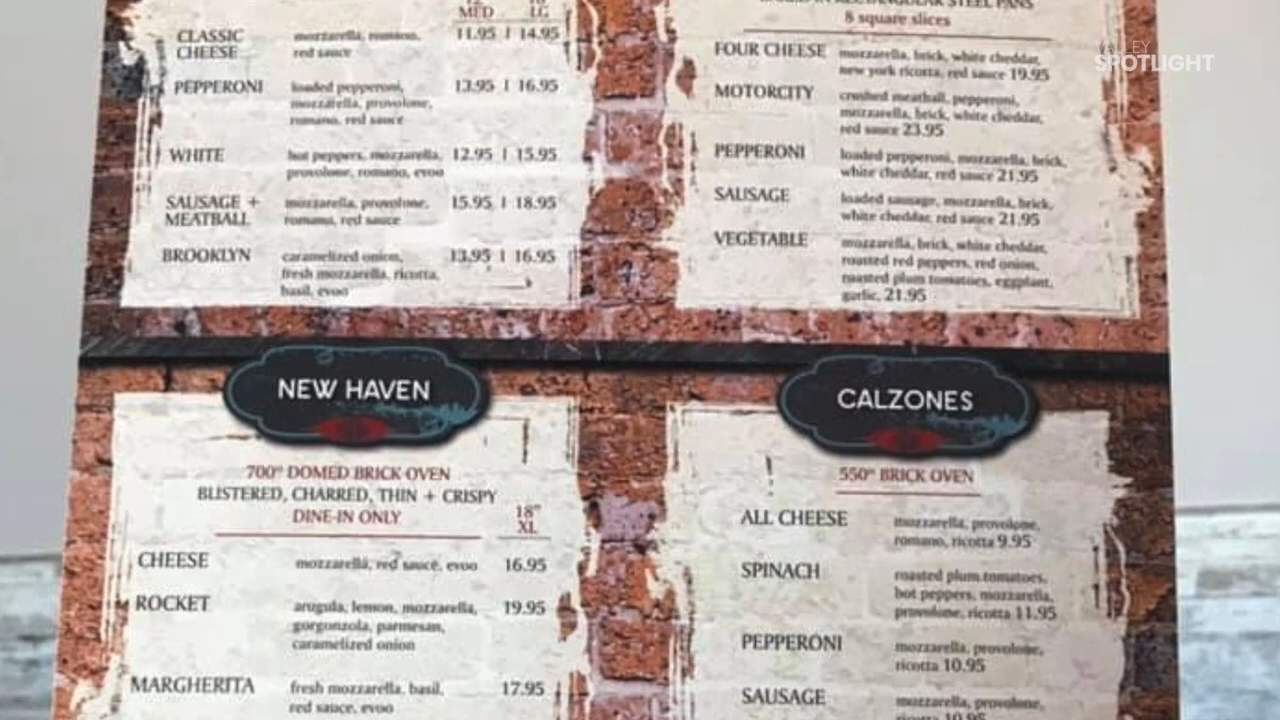 MED LG
CLASSIC CHEESE mozzarella, romano, 11.95 | 14.95
red sauce
PEPPERONI loaded pepperoni, 13.95 | 16.95
mozzarella, provolone,
romano, red sauce
WHITE hot peppers, mozzarella, 12.95 | 15.95
provolone, romano, evoo
SAUSAGE + MEATBALL mozzarella, provolone, 15.95 | 18.95
romano, red sauce
BROOKLYN caramelized onion, 13.95 | 16.95
fresh mozzarella, ricotta,
basil, evoo
RECTANGULAR STEEL PANS
8 square slices
FOUR CHEESE mozzarella, brick, white cheddar,
new york ricotta, red sauce 19.95
MOTORCITY crushed meatball, pepperoni,
mozzarella, brick, white cheddar,
red sauce 23.95
PEPPERONI loaded pepperoni, mozzarella, brick,
white cheddar, red sauce 21.95
SAUSAGE loaded sausage, mozzarella, brick,
white cheddar, red sauce 21.95
VEGETABLE mozzarella, brick, white cheddar,
roasted red peppers, red onion,
roasted plum tomatoes, eggplant,
garlic, 21.95
VALLEY
SPOTLIGHT
NEW HAVEN
700° DOMED BRICK OVEN
BLISTERED, CHARRED, THIN + CRISPY
DINE-IN ONLY
18"
XL
CHEESE mozzarella, red sauce, evoo 16.95
ROCKET arugula, lemon, mozzarella, 19.95
gorgonzola, parmesan,
caramelized onion
MARGHERITA fresh mozzarella, basil, 17.95
red sauce, evoo
CALZONES
550° BRICK OVEN
ALL CHEESE mozzarella, provolone,
romano, ricotta 9.95
SPINACH roasted plum tomatoes,
hot peppers, mozzarella,
provolone, ricotta 11.95
PEPPERONI mozzarella, provolone,
ricotta 10.95
SAUSAGE mozzarella, provolone,
ricotta 10.95